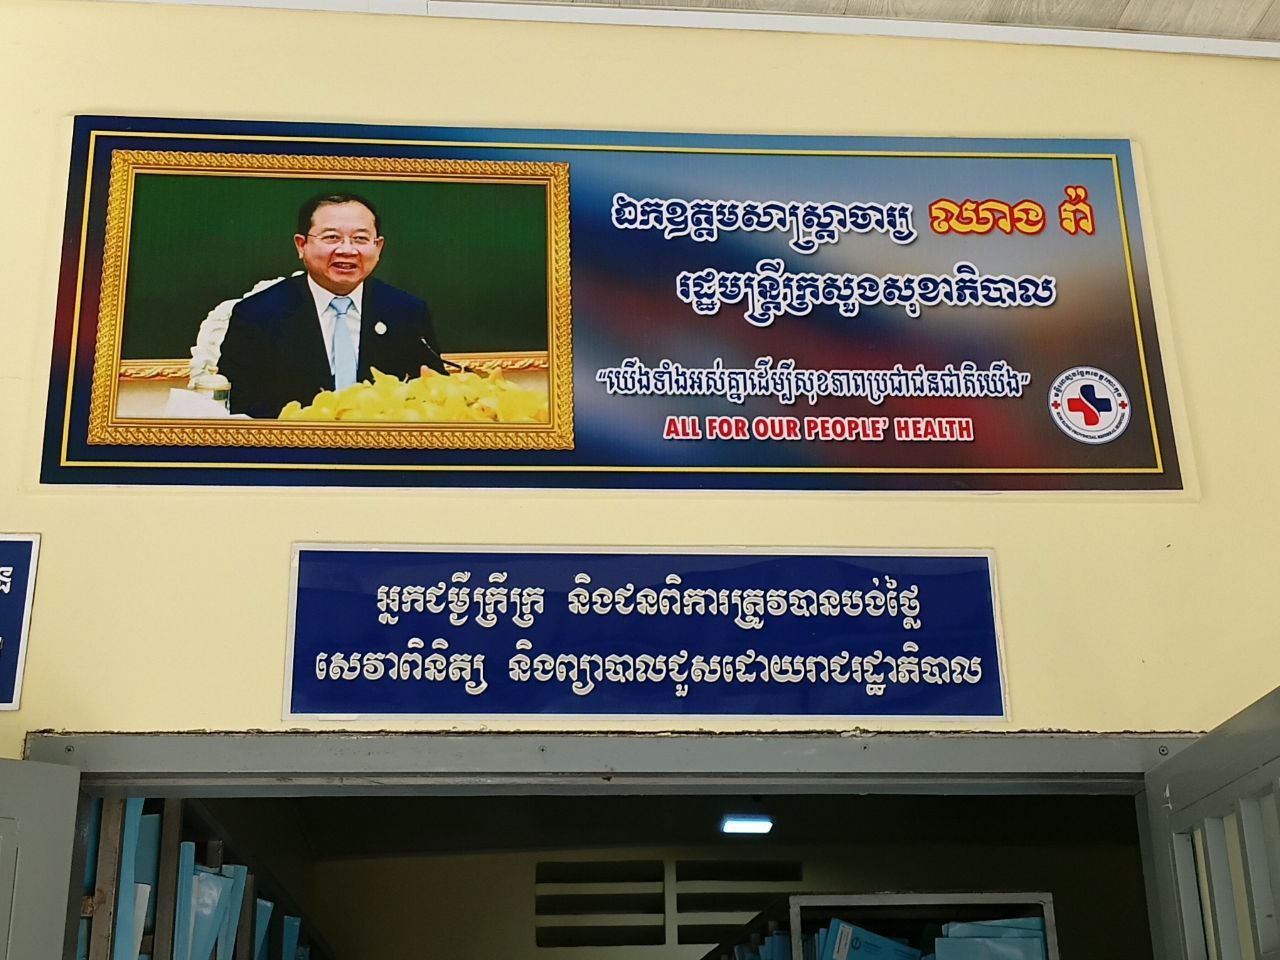 ឯកឧត្តមសាស្ត្រាចារ្យ ឈាង រ៉ា
រដ្ឋមន្ត្រីក្រសួងសុខាភិបាល
“យើងទាំងអស់គ្នាដើម្បីសុខភាពប្រជាជនជាតិយើង”
ALL FOR OUR PEOPLE’ HEALTH
អ្នកជម្ងឺក្រីក្រ និងជនពិការត្រូវបានបង់ថ្លៃ
សេវាពិនិត្យ និងព្យាបាលជួសដោយរាជរដ្ឋាភិបាល